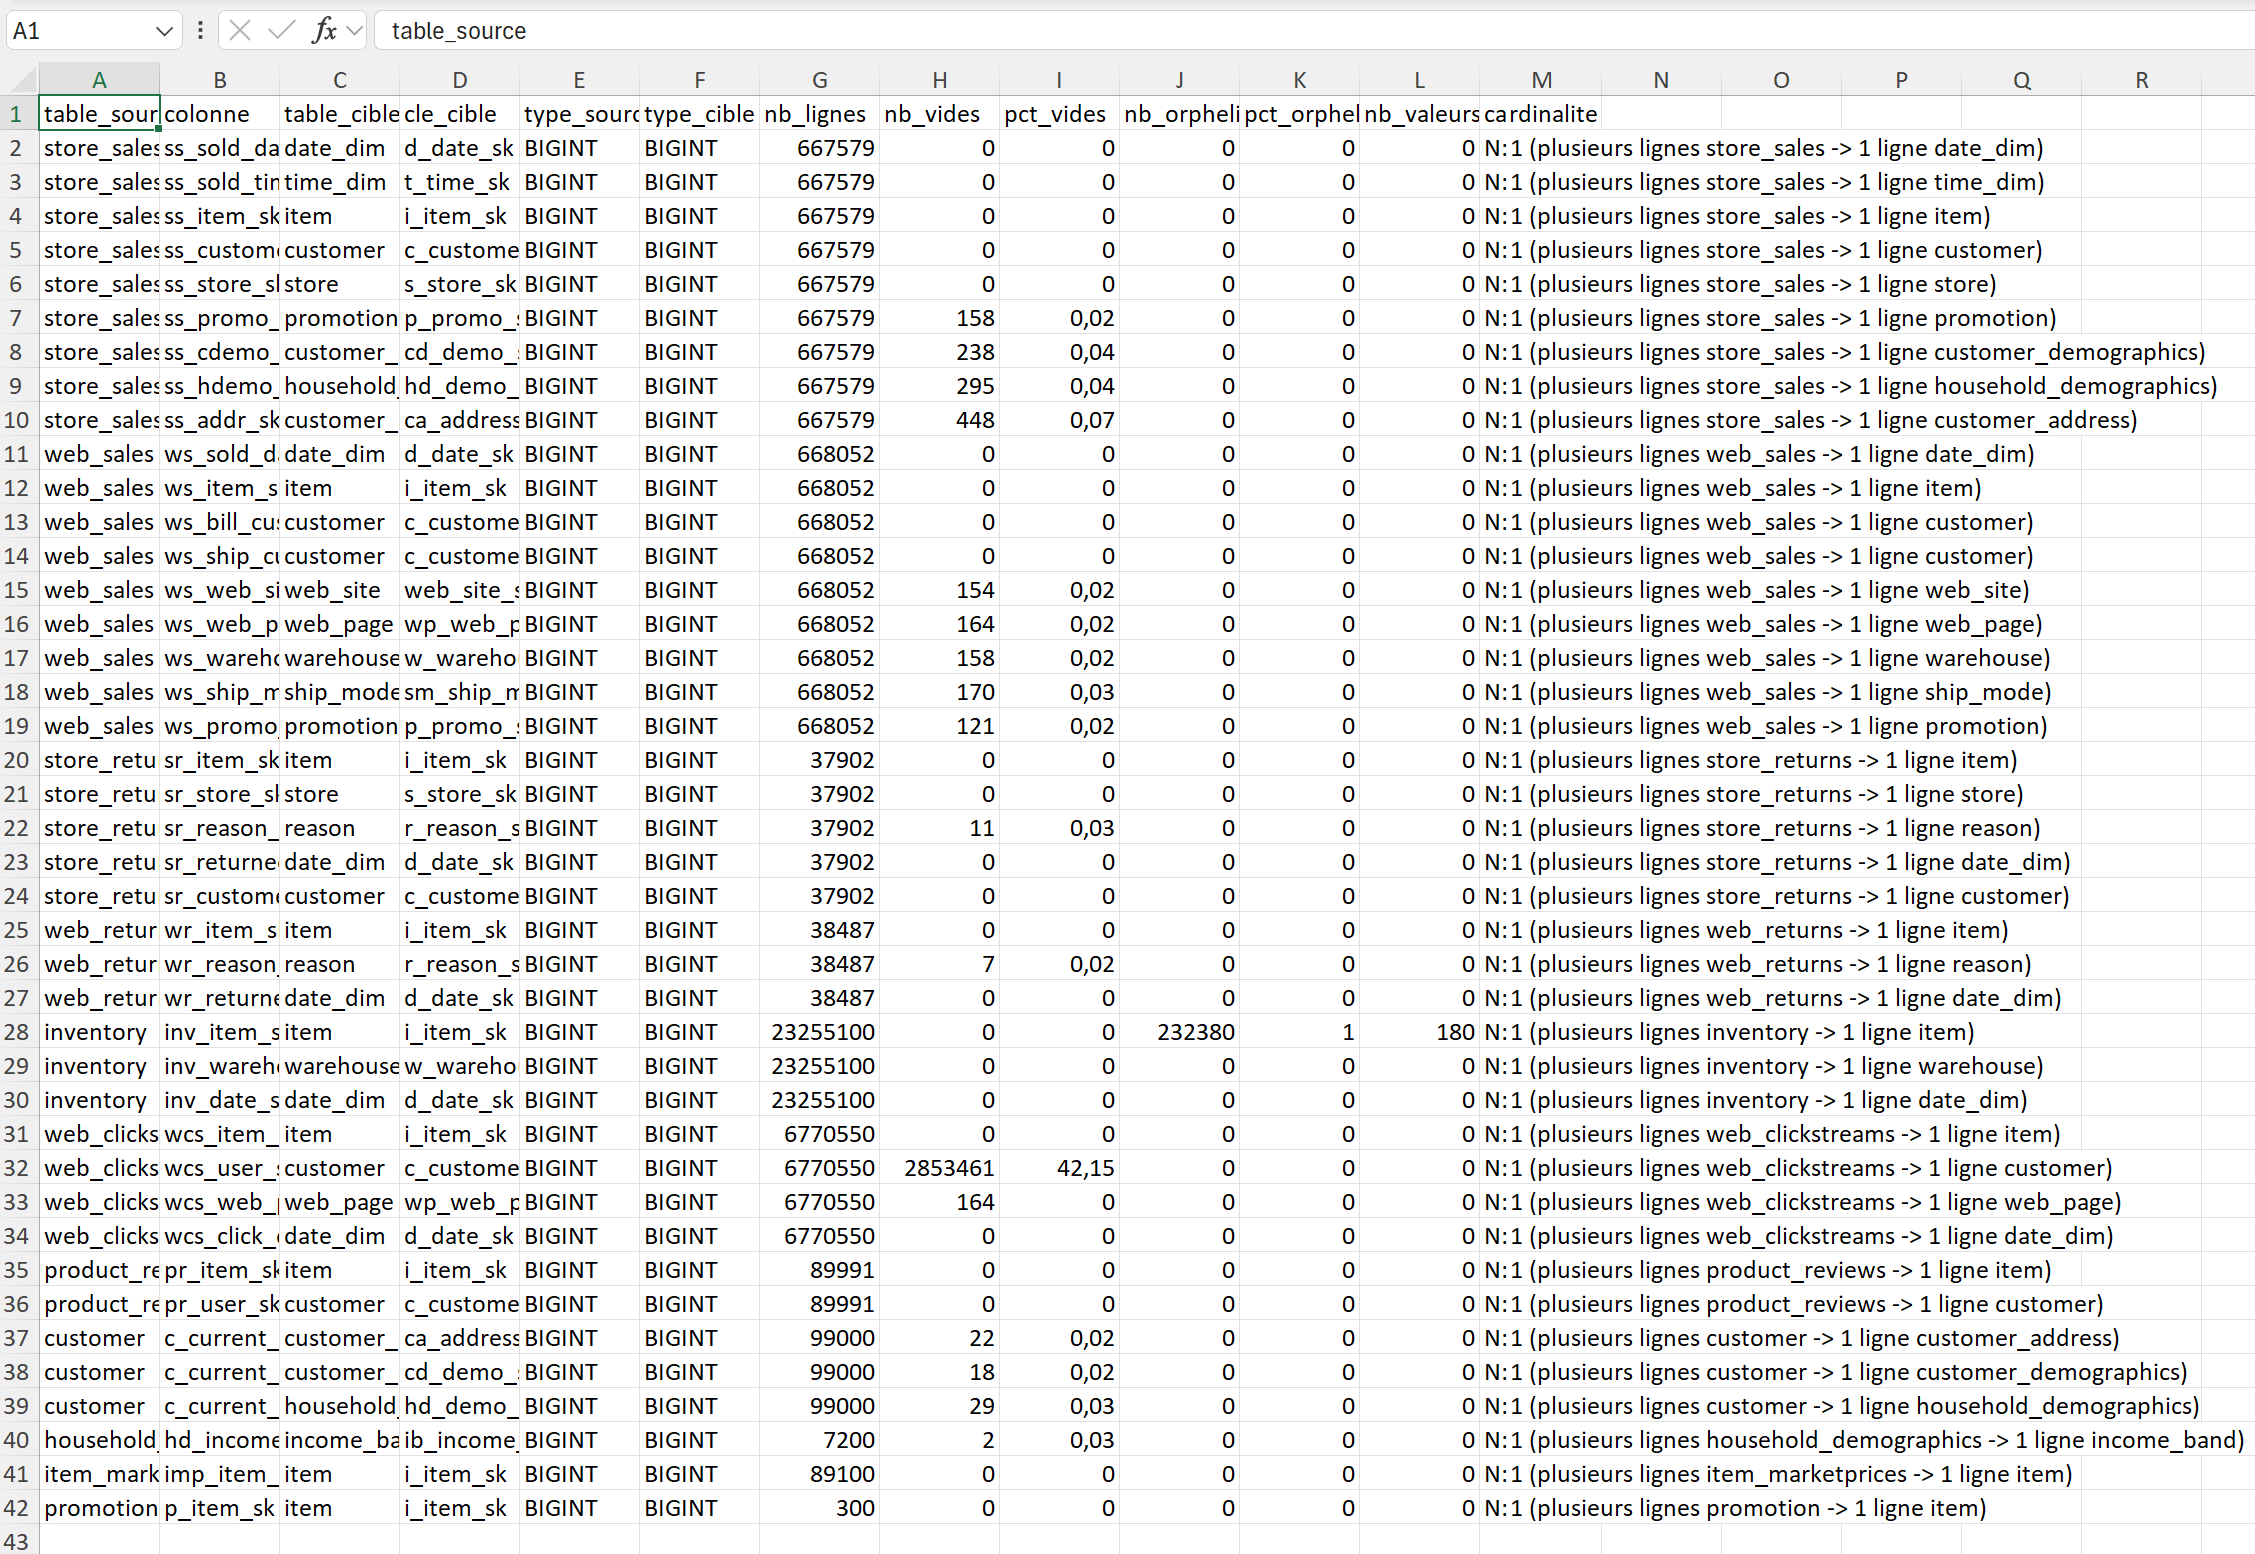 A1 fx table_source
A B C D E F G H I J K L M N O P Q R
1 table_sour colonne table_cible cle_cible type_sourc type_cible nb_lignes nb_vides pct_vides nb_orpheli pct_orphel nb_valeurs cardinalite
2 store_sales ss_sold_da date_dim d_date_sk BIGINT BIGINT 667579 0 0 0 0 0 N:1 (plusieurs lignes store_sales -> 1 ligne date_dim)
3 store_sales ss_sold_tin time_dim t_time_sk BIGINT BIGINT 667579 0 0 0 0 0 N:1 (plusieurs lignes store_sales -> 1 ligne time_dim)
4 store_sales ss_item_sk item i_item_sk BIGINT BIGINT 667579 0 0 0 0 0 N:1 (plusieurs lignes store_sales -> 1 ligne item)
5 store_sales ss_custom customer c_custome BIGINT BIGINT 667579 0 0 0 0 0 N:1 (plusieurs lignes store_sales -> 1 ligne customer)
6 store_sales ss_store_sl store s_store_sk BIGINT BIGINT 667579 0 0 0 0 0 N:1 (plusieurs lignes store_sales -> 1 ligne store)
7 store_sales ss_promo_ promotion p_promo_s BIGINT BIGINT 667579 158 0,02 0 0 0 N:1 (plusieurs lignes store_sales -> 1 ligne promotion)
8 store_sales ss_cdemo_ customer_ cd_demo_ BIGINT BIGINT 667579 238 0,04 0 0 0 N:1 (plusieurs lignes store_sales -> 1 ligne customer_demographics)
9 store_sales ss_hdemo_ household_ hd_demo_ BIGINT BIGINT 667579 295 0,04 0 0 0 N:1 (plusieurs lignes store_sales -> 1 ligne household_demographics)
10 store_sales ss_addr_sk customer_ ca_address BIGINT BIGINT 667579 448 0,07 0 0 0 N:1 (plusieurs lignes store_sales -> 1 ligne customer_address)
11 web_sales ws_sold_d date_dim d_date_sk BIGINT BIGINT 668052 0 0 0 0 0 N:1 (plusieurs lignes web_sales -> 1 ligne date_dim)
12 web_sales ws_item_s item i_item_sk BIGINT BIGINT 668052 0 0 0 0 0 N:1 (plusieurs lignes web_sales -> 1 ligne item)
13 web_sales ws_bill_cus customer c_custome BIGINT BIGINT 668052 0 0 0 0 0 N:1 (plusieurs lignes web_sales -> 1 ligne customer)
14 web_sales ws_ship_cu customer c_custome BIGINT BIGINT 668052 0 0 0 0 0 N:1 (plusieurs lignes web_sales -> 1 ligne customer)
15 web_sales ws_web_si web_site web_site_s BIGINT BIGINT 668052 154 0,02 0 0 0 N:1 (plusieurs lignes web_sales -> 1 ligne web_site)
16 web_sales ws_web_p web_page wp_web_p BIGINT BIGINT 668052 164 0,02 0 0 0 N:1 (plusieurs lignes web_sales -> 1 ligne web_page)
17 web_sales ws_wareho warehouse w_wareho BIGINT BIGINT 668052 158 0,02 0 0 0 N:1 (plusieurs lignes web_sales -> 1 ligne warehouse)
18 web_sales ws_ship_m ship_mode sm_ship_m BIGINT BIGINT 668052 170 0,03 0 0 0 N:1 (plusieurs lignes web_sales -> 1 ligne ship_mode)
19 web_sales ws_promo_ promotion p_promo_s BIGINT BIGINT 668052 121 0,02 0 0 0 N:1 (plusieurs lignes web_sales -> 1 ligne promotion)
20 store_retu sr_item_sk item i_item_sk BIGINT BIGINT 37902 0 0 0 0 0 N:1 (plusieurs lignes store_returns -> 1 ligne item)
21 store_retu sr_store_sl store s_store_sk BIGINT BIGINT 37902 0 0 0 0 0 N:1 (plusieurs lignes store_returns -> 1 ligne store)
22 store_retu sr_reason_ reason r_reason_s BIGINT BIGINT 37902 11 0,03 0 0 0 N:1 (plusieurs lignes store_returns -> 1 ligne reason)
23 store_retu sr_returne date_dim d_date_sk BIGINT BIGINT 37902 0 0 0 0 0 N:1 (plusieurs lignes store_returns -> 1 ligne date_dim)
24 store_retu sr_custome customer c_custome BIGINT BIGINT 37902 0 0 0 0 0 N:1 (plusieurs lignes store_returns -> 1 ligne customer)
25 web_retur wr_item_s item i_item_sk BIGINT BIGINT 38487 0 0 0 0 0 N:1 (plusieurs lignes web_returns -> 1 ligne item)
26 web_retur wr_reason_ reason r_reason_s BIGINT BIGINT 38487 7 0,02 0 0 0 N:1 (plusieurs lignes web_returns -> 1 ligne reason)
27 web_retur wr_returne date_dim d_date_sk BIGINT BIGINT 38487 0 0 0 0 0 N:1 (plusieurs lignes web_returns -> 1 ligne date_dim)
28 inventory inv_item_s item i_item_sk BIGINT BIGINT 23255100 0 0 232380 1 180 N:1 (plusieurs lignes inventory -> 1 ligne item)
29 inventory inv_wareh warehouse w_wareho BIGINT BIGINT 23255100 0 0 0 0 0 N:1 (plusieurs lignes inventory -> 1 ligne warehouse)
30 inventory inv_date_s date_dim d_date_sk BIGINT BIGINT 23255100 0 0 0 0 0 N:1 (plusieurs lignes inventory -> 1 ligne date_dim)
31 web_clicks wcs_item_ item i_item_sk BIGINT BIGINT 6770550 0 0 0 0 0 N:1 (plusieurs lignes web_clickstreams -> 1 ligne item)
32 web_clicks wcs_user_s customer c_custome BIGINT BIGINT 6770550 2853461 42,15 0 0 0 N:1 (plusieurs lignes web_clickstreams -> 1 ligne customer)
33 web_clicks wcs_web_ web_page wp_web_p BIGINT BIGINT 6770550 164 0 0 0 0 N:1 (plusieurs lignes web_clickstreams -> 1 ligne web_page)
34 web_clicks wcs_click_ date_dim d_date_sk BIGINT BIGINT 6770550 0 0 0 0 0 N:1 (plusieurs lignes web_clickstreams -> 1 ligne date_dim)
35 product_re pr_item_sk item i_item_sk BIGINT BIGINT 89991 0 0 0 0 0 N:1 (plusieurs lignes product_reviews -> 1 ligne item)
36 product_re pr_user_sk customer c_custome BIGINT BIGINT 89991 0 0 0 0 0 N:1 (plusieurs lignes product_reviews -> 1 ligne customer)
37 customer c_current_ customer_ ca_address BIGINT BIGINT 99000 22 0,02 0 0 0 N:1 (plusieurs lignes customer -> 1 ligne customer_address)
38 customer c_current_ customer_ cd_demo_ BIGINT BIGINT 99000 18 0,02 0 0 0 N:1 (plusieurs lignes customer -> 1 ligne customer_demographics)
39 customer c_current_ household_ hd_demo_ BIGINT BIGINT 99000 29 0,03 0 0 0 N:1 (plusieurs lignes customer -> 1 ligne household_demographics)
40 household_ hd_income income_ba ib_income_ BIGINT BIGINT 7200 2 0,03 0 0 0 N:1 (plusieurs lignes household_demographics -> 1 ligne income_band)
41 item_mark imp_item_ item i_item_sk BIGINT BIGINT 89100 0 0 0 0 0 N:1 (plusieurs lignes item_marketprices -> 1 ligne item)
42 promotion p_item_sk item i_item_sk BIGINT BIGINT 300 0 0 0 0 0 N:1 (plusieurs lignes promotion -> 1 ligne item)
43